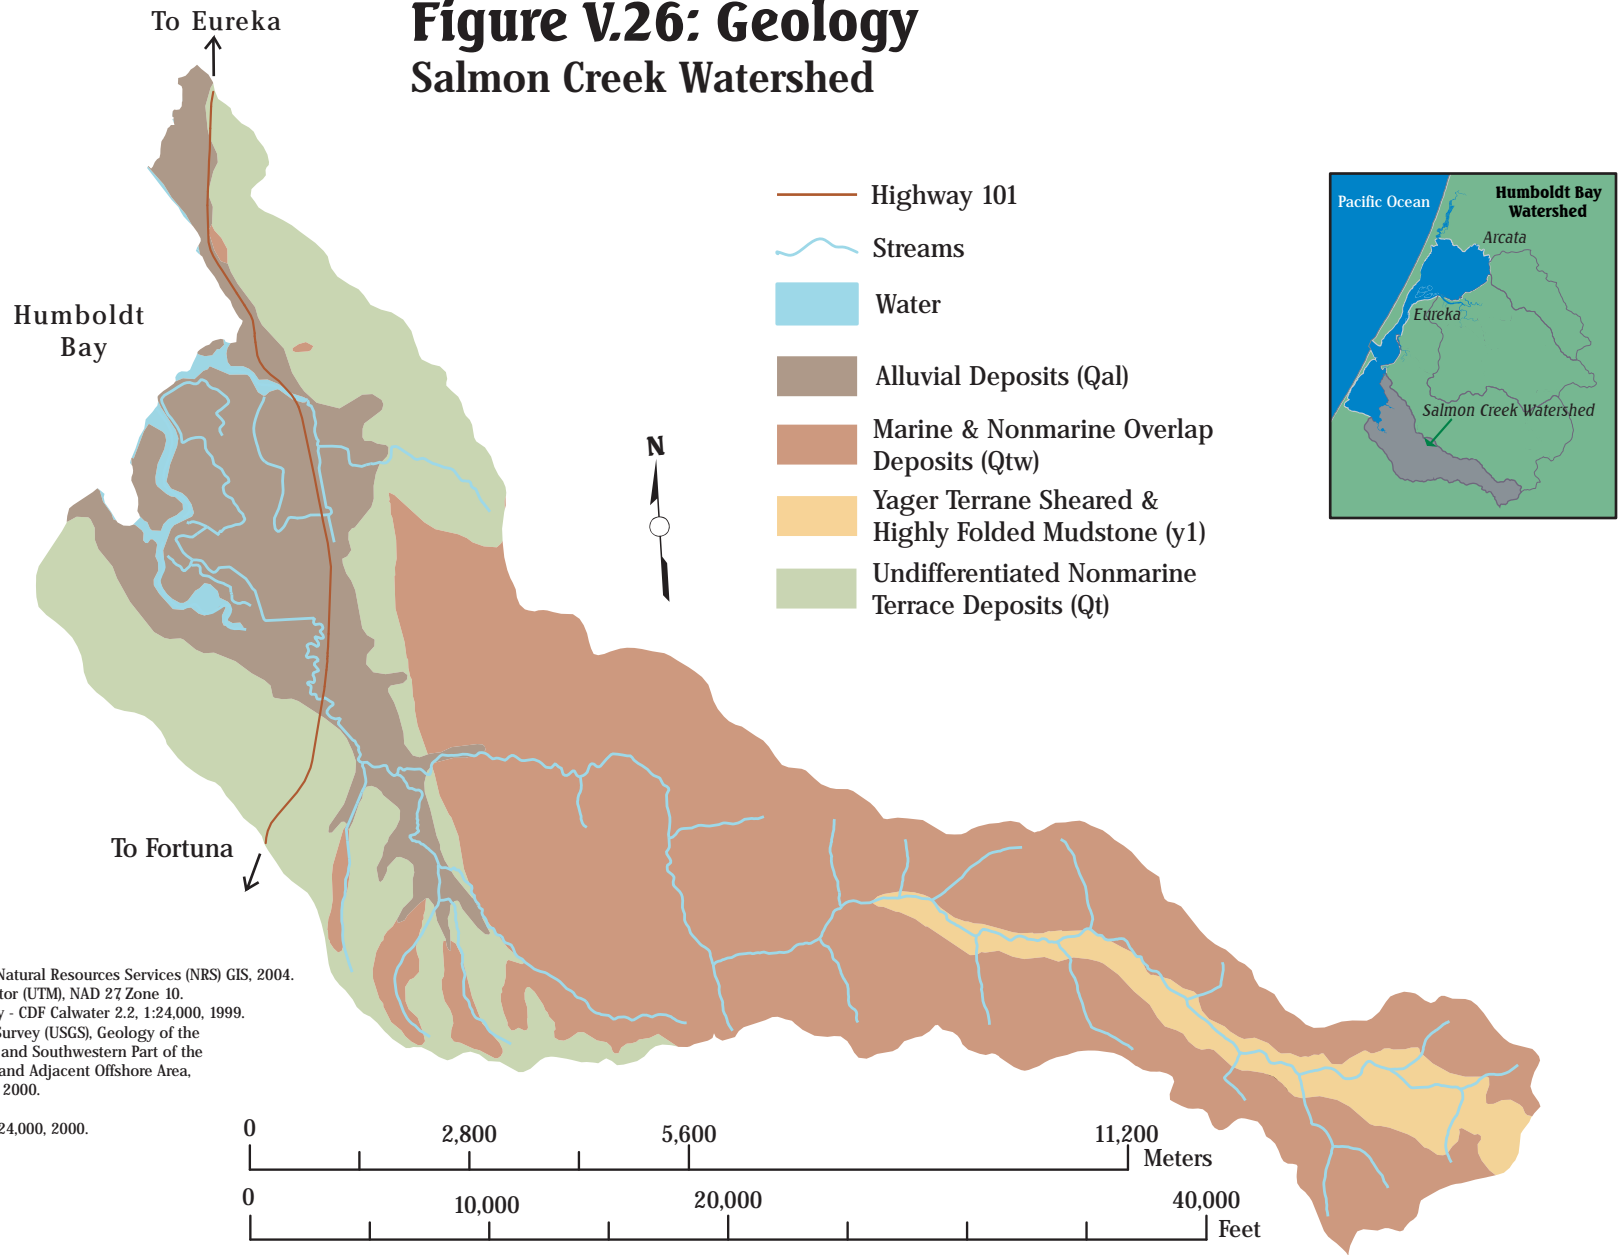 To Eureka
Figure V.26: Geology
Salmon Creek Watershed
Highway 101
Streams
Water
Alluvial Deposits (Qal)
Marine & Nonmarine Overlap
Deposits (Qtw)
Yager Terrane Sheared &
Highly Folded Mudstone (y1)
Undifferentiated Nonmarine
Terrace Deposits (Qt)
Pacific Ocean
Humboldt Bay
Watershed
Arcata
Eureka
Salmon Creek Watershed
Humboldt
Bay
N
To Fortuna
Natural Resources Services (NRS) GIS, 2004.
tor (UTM), NAD 27, Zone 10.
y - CDF Calwater 2.2, 1:24,000, 1999.
Survey (USGS), Geology of the
and Southwestern Part of the
and Adjacent Offshore Area,
2000.
24,000, 2000.
0 2,800 5,600 11,200
Meters
0 10,000 20,000 40,000
Feet